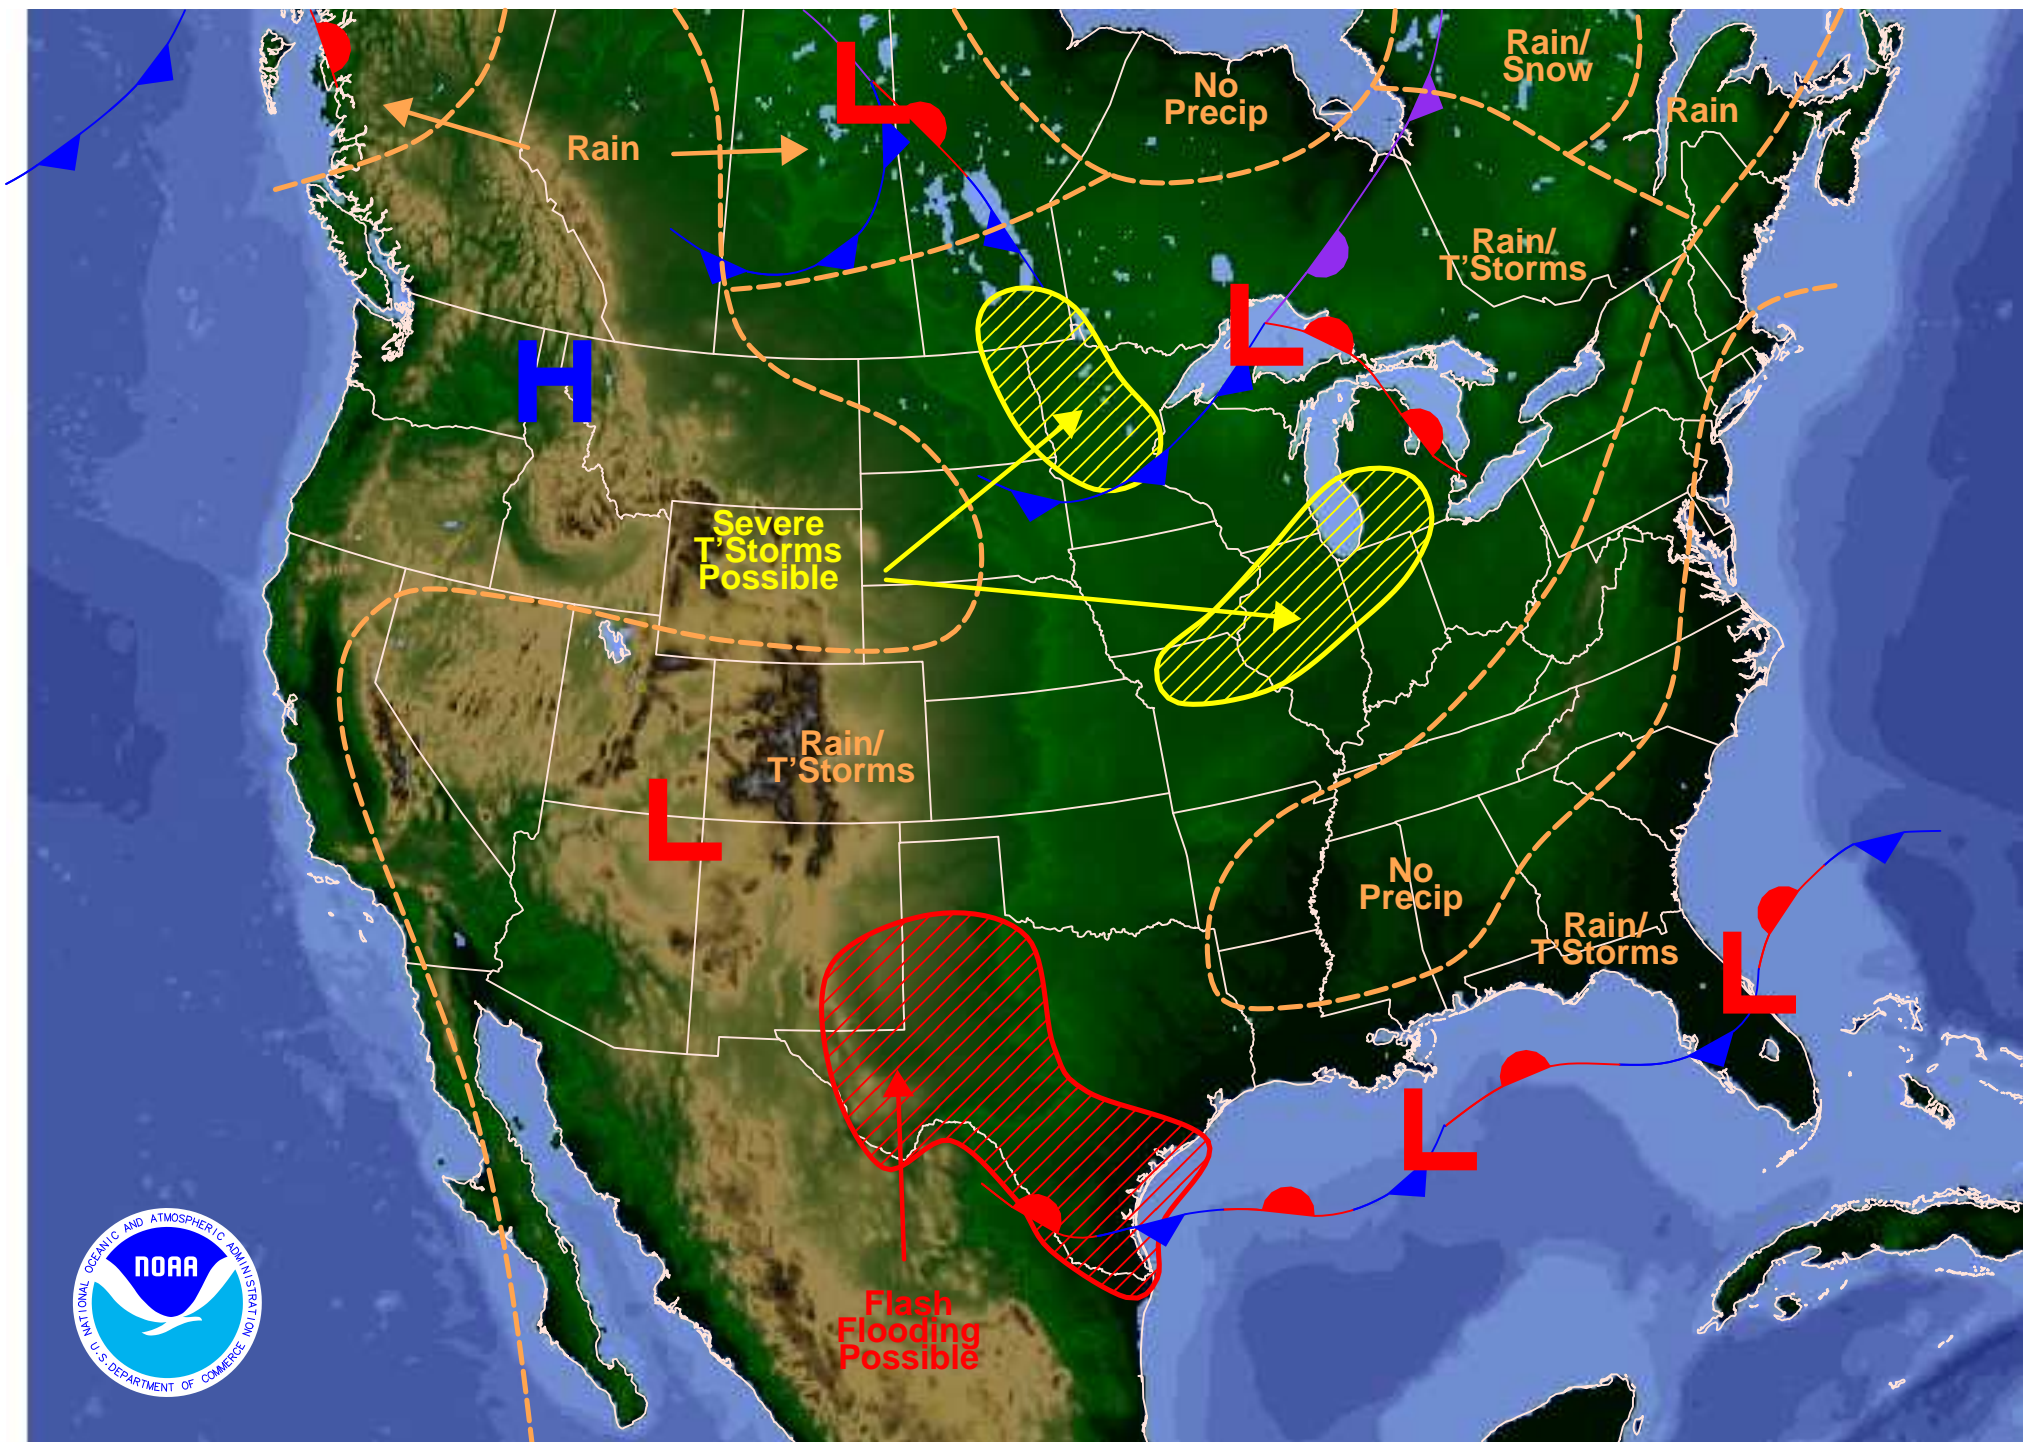 Rain/
Snow
No
Precip
Rain
L
Rain
Rain/
T'Storms
L
H
Severe
T'Storms
Possible
Rain/
T'Storms
L
No
Precip
Rain/
T'Storms
L
L
Flash
Flooding
Possible
NATIONAL OCEANIC AND ATMOSPHERIC ADMINISTRATION
NOAA
U.S. DEPARTMENT OF COMMERCE